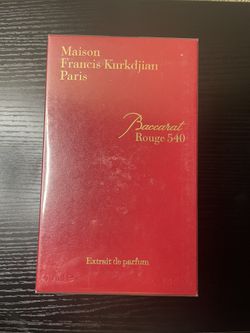 Maison
Francis Kurkdjian
Paris
Baccarat
Rouge 540
Extrait de parfum